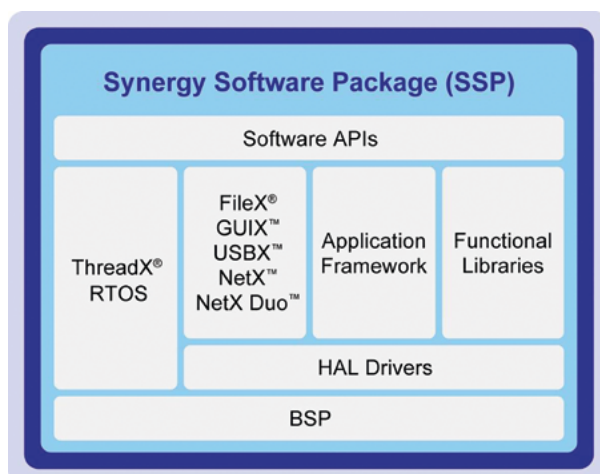 Synergy Software Package (SSP)
Software APIs
ThreadX®
RTOS
FileX®
GUIX™
USBX™
NetX™
NetX Duo™
Application
Framework
Functional
Libraries
HAL Drivers
BSP